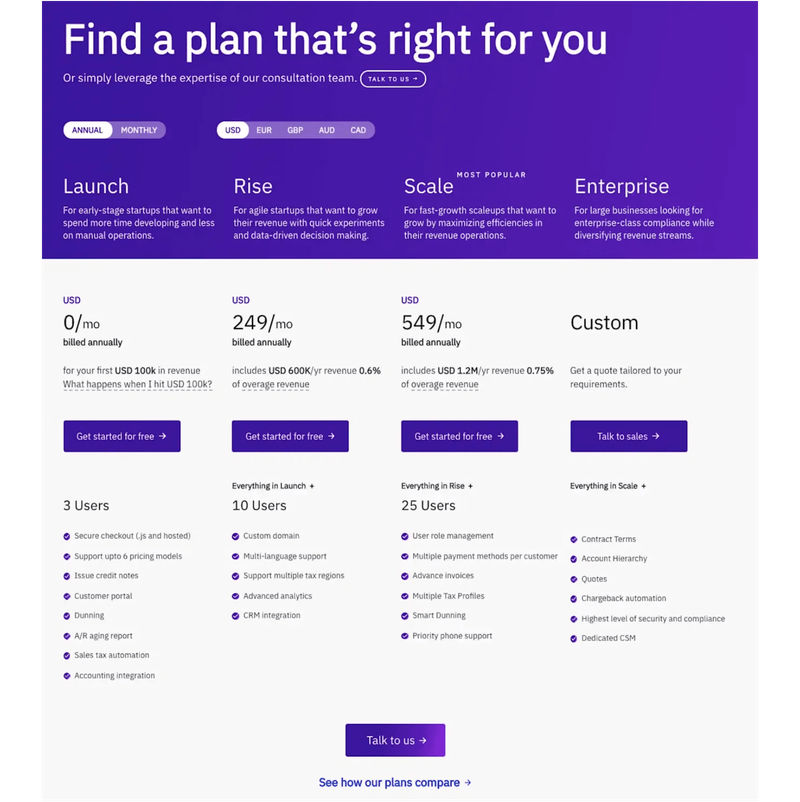 Find a plan that’s right for you
Or simply leverage the expertise of our consultation team. TALK TO US →
ANNUAL MONTHLY
USD EUR GBP AUD CAD
Launch
For early-stage startups that want to
spend more time developing and less
on manual operations.
Rise
For agile startups that want to grow
their revenue with quick experiments
and data-driven decision making.
MOST POPULAR
Scale
For fast-growth scaleups that want to
grow by maximizing efficiencies in
their revenue operations.
Enterprise
For large businesses looking for
enterprise-class compliance while
diversifying revenue streams.
USD
0/mo
billed annually
for your first USD 100k in revenue
What happens when I hit USD 100k?
Get started for free →
3 Users
Secure checkout (.js and hosted)
Support upto 6 pricing models
Issue credit notes
Customer portal
Dunning
A/R aging report
Sales tax automation
Accounting integration
USD
249/mo
billed annually
includes USD 600K/yr revenue 0.6%
of overage revenue
Get started for free →
Everything in Launch +
10 Users
Custom domain
Multi-language support
Support multiple tax regions
Advanced analytics
CRM integration
USD
549/mo
billed annually
includes USD 1.2M/yr revenue 0.75%
of overage revenue
Get started for free →
Everything in Rise +
25 Users
User role management
Multiple payment methods per customer
Advance invoices
Multiple Tax Profiles
Smart Dunning
Priority phone support
Custom
Get a quote tailored to your
requirements.
Talk to sales →
Everything in Scale +
Contract Terms
Account Hierarchy
Quotes
Chargeback automation
Highest level of security and compliance
Dedicated CSM
Talk to us →
See how our plans compare →